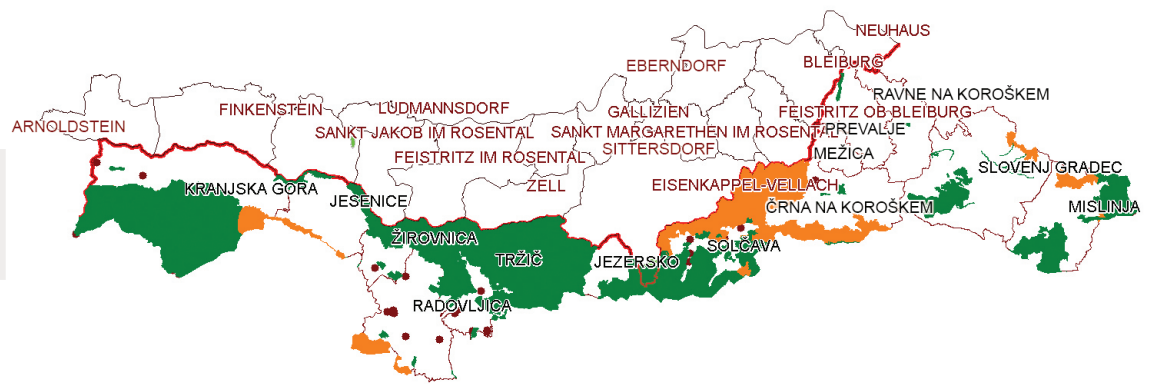 NEUHAUS
BLEIBURG
EBERNDORF
RAVNE NA KOROŠKEM
FINKENSTEIN
LUDMANNSDORF
GALLIZIEN
FEISTRITZ OB BLEIBURG
ARNOLDSTEIN
SANKT JAKOB IM ROSENTAL
SANKT MARGARETHEN IM ROSENTAL
PREVALJE
SITTERSDORF
MEŽICA
FEISTRITZ IM ROSENTAL
SLOVENJ GRADEC
KRANJSKA GORA
ZELL
EISENKAPPEL-VELLACH
JESENICE
ČRNA NA KOROŠKEM
MISLINJA
ŽIROVNICA
SOLČAVA
TRŽIČ
JEZERSKO
RADOVLJICA